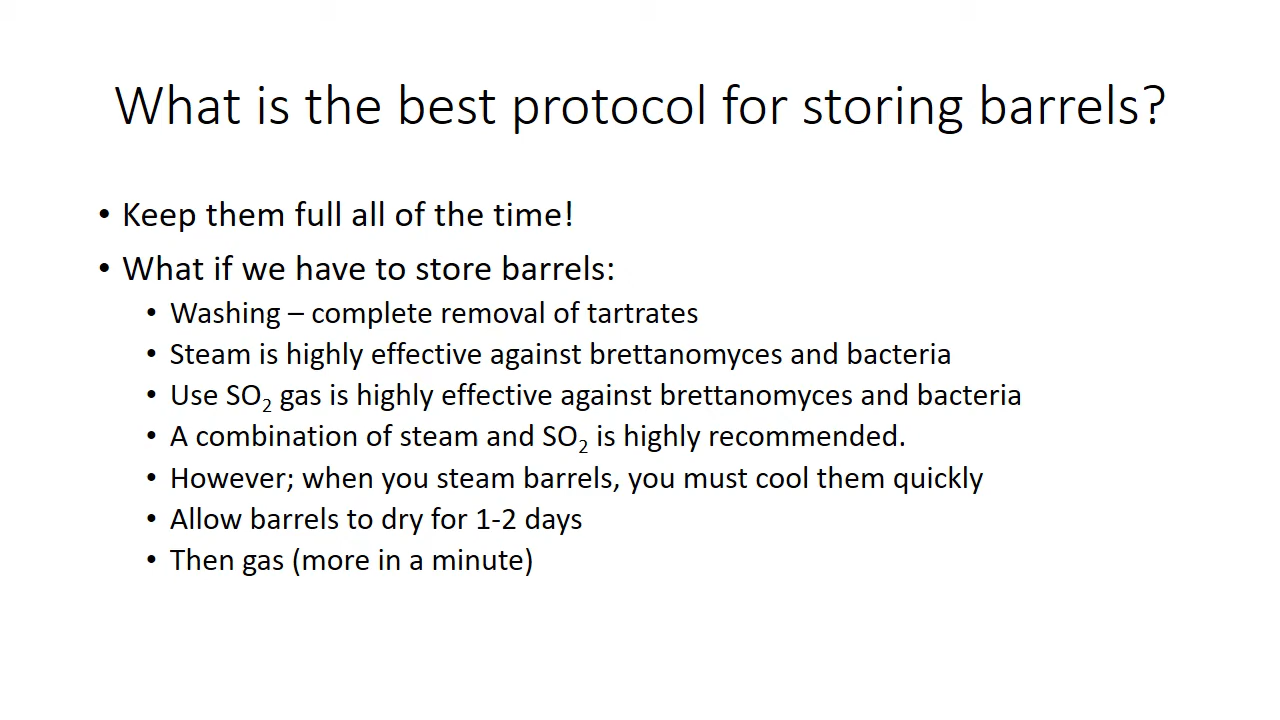 What is the best protocol for storing barrels?
• Keep them full all of the time!
• What if we have to store barrels:
• Washing – complete removal of tartrates
• Steam is highly effective against brettanomyces and bacteria
• Use SO₂ gas is highly effective against brettanomyces and bacteria
• A combination of steam and SO₂ is highly recommended.
• However; when you steam barrels, you must cool them quickly
• Allow barrels to dry for 1-2 days
• Then gas (more in a minute)